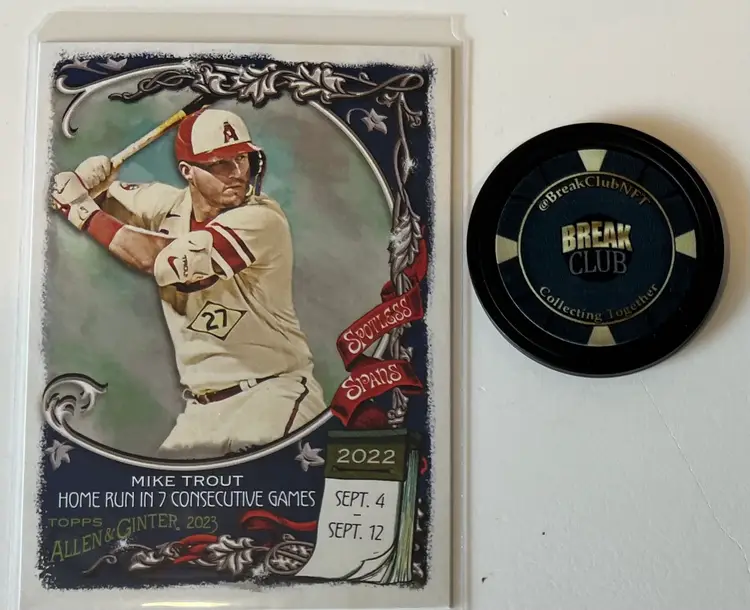 A
27
SPOTLESS
SPANS
2022
SEPT. 4
-
SEPT. 12
MIKE TROUT
HOME RUN IN 7 CONSECUTIVE GAMES
TOPPS
ALLEN & GINTER® 2023
@BreakClubNFT
BREAK
CLUB
Collecting Together